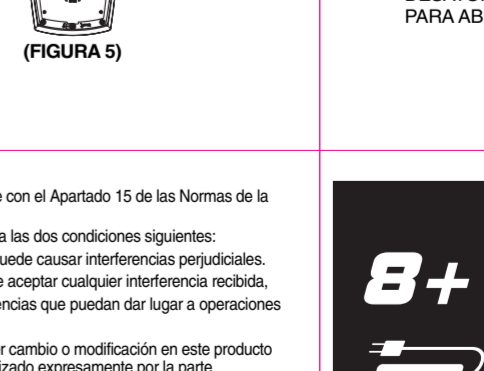 (FIGURA 5)
PARA AB
con el Apartado 15 de las Normas de la
a las dos condiciones siguientes:
uede causar interferencias perjudiciales.
aceptar cualquier interferencia recibida,
encias que puedan dar lugar a operaciones
r cambio o modificación en este producto
izado expresamente por la parte
8+